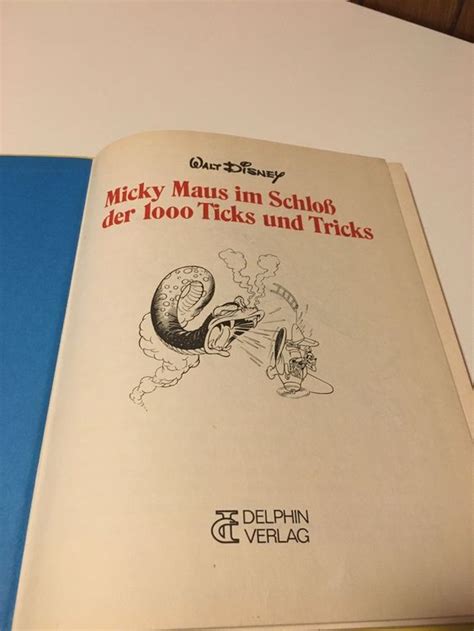 WALT DISNEY
Micky Maus im Schloß
der 1000 Ticks und Tricks
DELPHIN
VERLAG